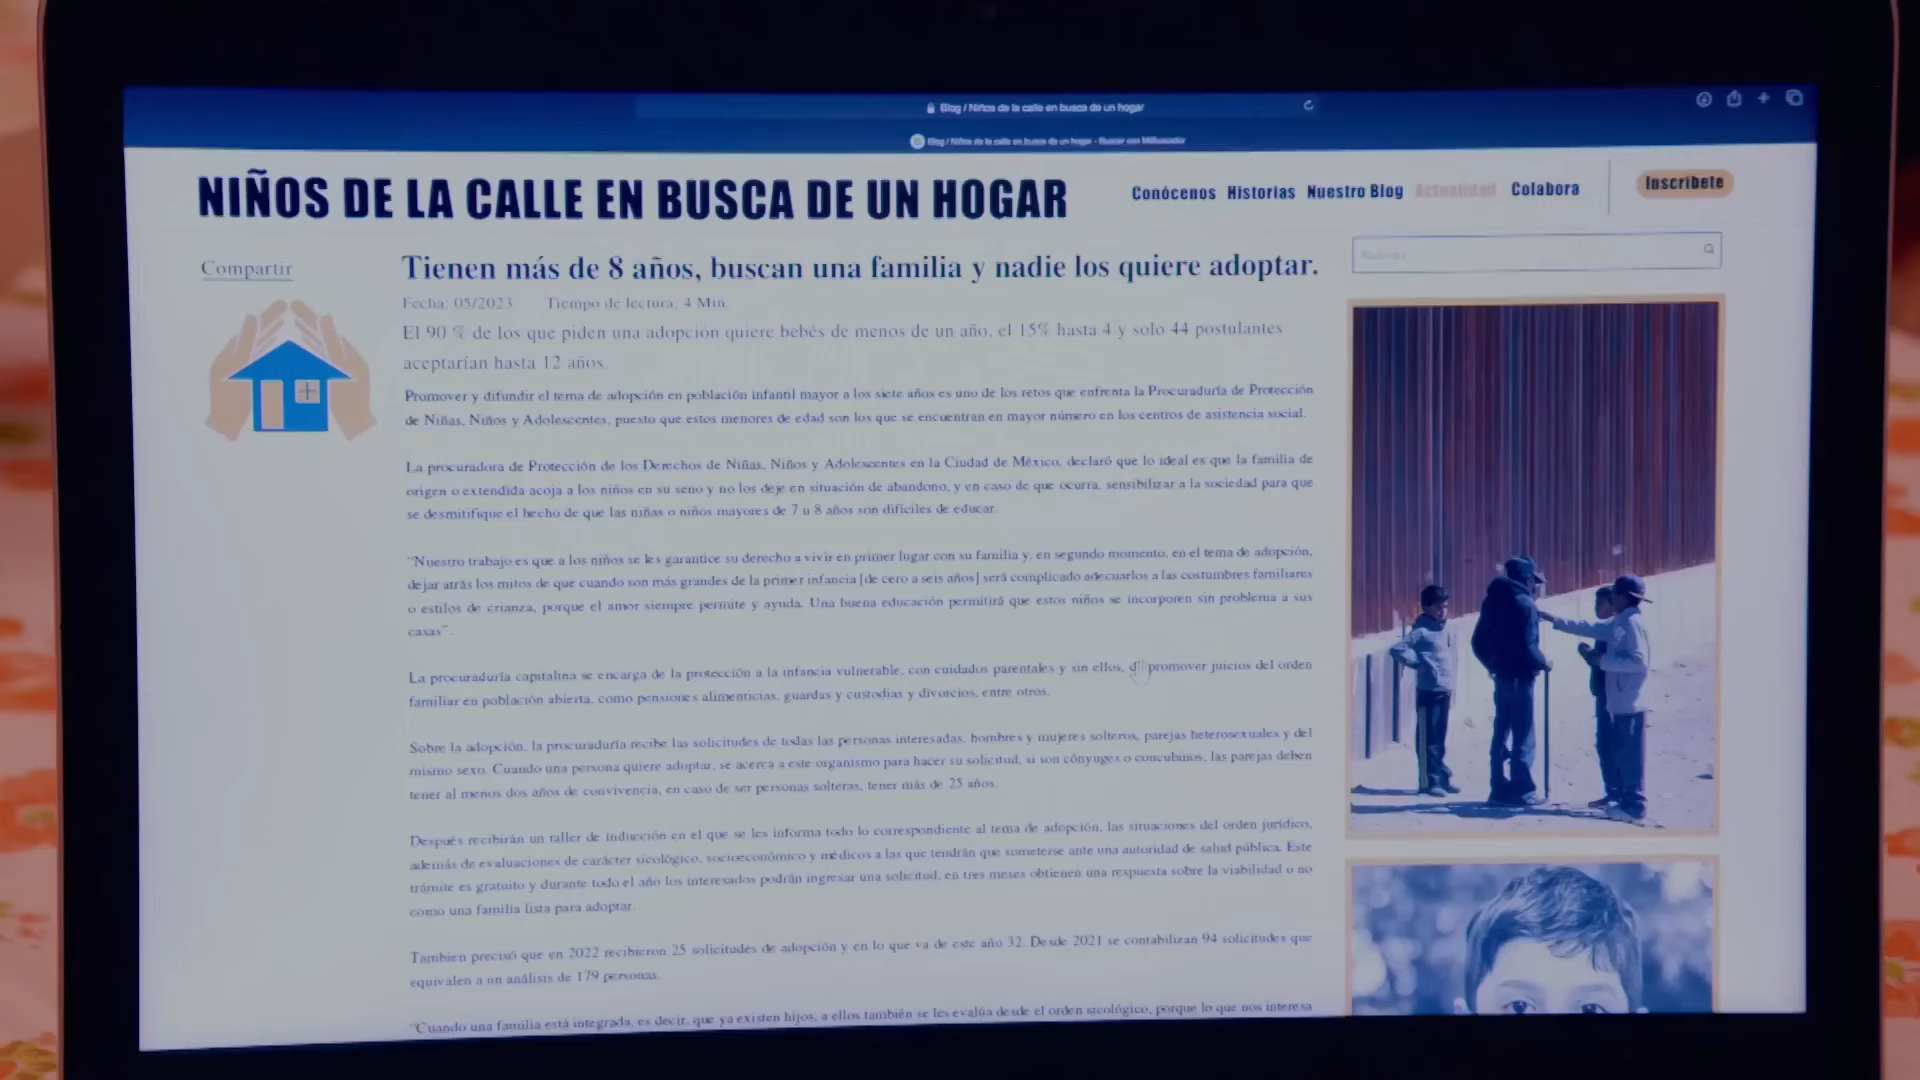 Blog / Niños de la calle en busca de un hogar
Blog / Niños de la calle en busca de un hogar - Buscar con
NIÑOS DE LA CALLE EN BUSCA DE UN HOGAR
Conócenos Historias Nuestro Blog Actualidad Colabora Inscríbete
Compartir
Tienen más de 8 años, buscan una familia y nadie los quiere adoptar.
Fecha: 05/2023 Tiempo de lectura: 4 Min.
El 90 % de los que piden una adopción quiere bebés de menos de un año, el 15% hasta 4 y solo 44 postulantes
aceptarían hasta 12 años.
Promover y difundir el tema de adopción en población infantil mayor a los siete años es uno de los retos que enfrenta la Procuraduría de Protección
de Niñas, Niños y Adolescentes, puesto que estos menores de edad son los que se encuentran en mayor número en los centros de asistencia social.
La procuradora de Protección de los Derechos de Niñas, Niños y Adolescentes en la Ciudad de México, declaró que lo ideal es que la familia de
origen o extendida acoja a los niños en su seno y no los deje en situación de abandono, y en caso de que ocurra, sensibilizar a la sociedad para que
se desmitifique el hecho de que las niñas o niños mayores de 7 u 8 años son difíciles de educar.
“Nuestro trabajo es que a los niños se les garantice su derecho a vivir en primer lugar con su familia y, en segundo momento, en el tema de adopción,
dejar atrás los mitos de que cuando son más grandes de la primer infancia [de cero a seis años] será complicado adecuarlos a las costumbres familiares
o estilos de crianza, porque el amor siempre permite y ayuda. Una buena educación permitirá que estos niños se incorporen sin problema a sus
casas”.
La procuraduría capitalina se encarga de la protección a la infancia vulnerable, con cuidados parentales y sin ellos, promover juicios del orden
familiar en población abierta, como pensiones alimenticias, guardas y custodias y divorcios, entre otros.
Sobre la adopción, la procuraduría recibe las solicitudes de todas las personas interesadas, hombres y mujeres solteros, parejas heterosexuales y del
mismo sexo. Cuando una persona quiere adoptar, se acerca a este organismo para hacer su solicitud, si son cónyuges o concubinos, las parejas deben
tener al menos dos años de convivencia, en caso de ser personas solteras, tener más de 25 años.
Después recibirán un taller de inducción en el que se les informa todo lo correspondiente al tema de adopción, las situaciones del orden jurídico,
además de evaluaciones de carácter sicológico, socioeconómico y médicos a las que tendrán que someterse ante una autoridad de salud pública. Este
trámite es gratuito y durante todo el año los interesados podrán ingresar una solicitud, en tres meses obtienen una respuesta sobre la viabilidad o no
como una familia lista para adoptar.
Tambien precisó que en 2022 recibieron 25 solicitudes de adopción y en lo que va de este año 32. Desde 2021 se contabilizan 94 solicitudes que
equivalen a un análisis de 179 personas.
“Cuando una familia está integrada, es decir, que ya existen hijos, a ellos también se les evalúa desde el orden sicológico, porque lo que nos interesa